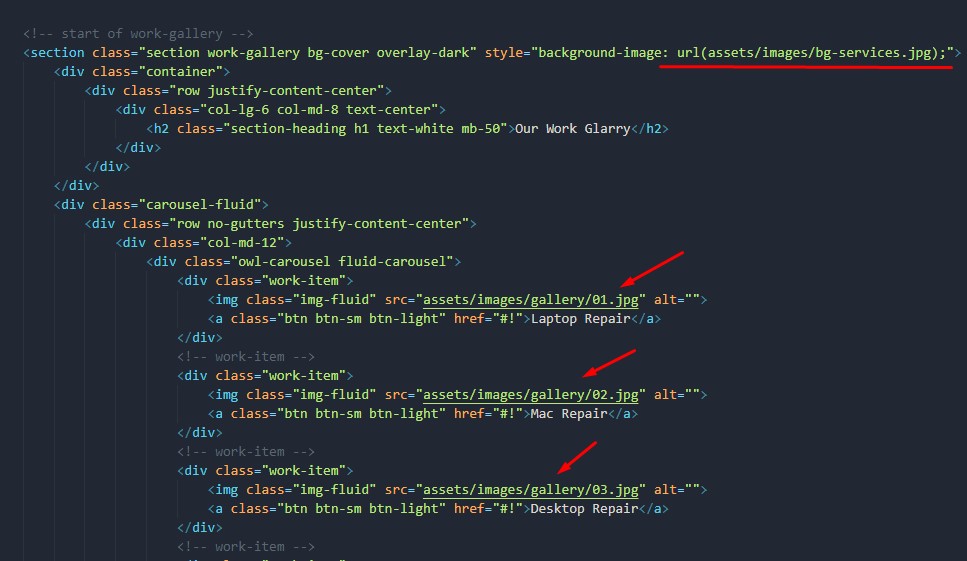 <!-- start of work-gallery -->
<section class="section work-gallery bg-cover overlay-dark" style="background-image: url(assets/images/bg-services.jpg);">
<div class="container">
<div class="row justify-content-center">
<div class="col-lg-6 col-md-8 text-center">
<h2 class="section-heading h1 text-white mb-50">Our Work Glarry</h2>
</div>
</div>
</div>
<div class="carousel-fluid">
<div class="row no-gutters justify-content-center">
<div class="col-md-12">
<div class="owl-carousel fluid-carousel">
<div class="work-item">
<img class="img-fluid" src="assets/images/gallery/01.jpg" alt="">
<a class="btn btn-sm btn-light" href="#!">Laptop Repair</a>
</div>
<!-- work-item -->
<div class="work-item">
<img class="img-fluid" src="assets/images/gallery/02.jpg" alt="">
<a class="btn btn-sm btn-light" href="#!">Mac Repair</a>
</div>
<!-- work-item -->
<div class="work-item">
<img class="img-fluid" src="assets/images/gallery/03.jpg" alt="">
<a class="btn btn-sm btn-light" href="#!">Desktop Repair</a>
</div>
<!-- work-item -->